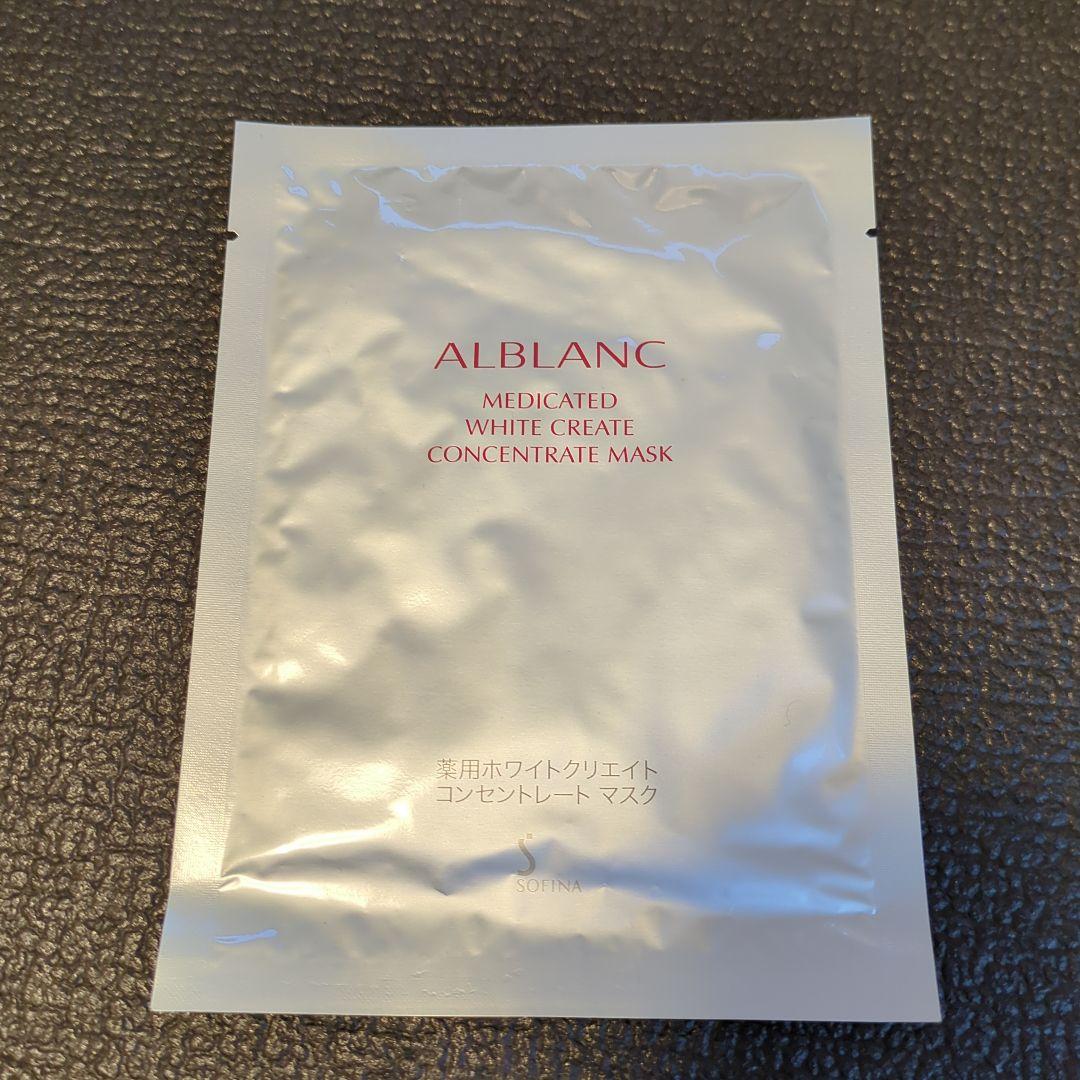 ALBLANC
MEDICATED
WHITE CREATE
CONCENTRATE MASK
薬用ホワイトクリエイト
コンセントレート マスク
SOFINA